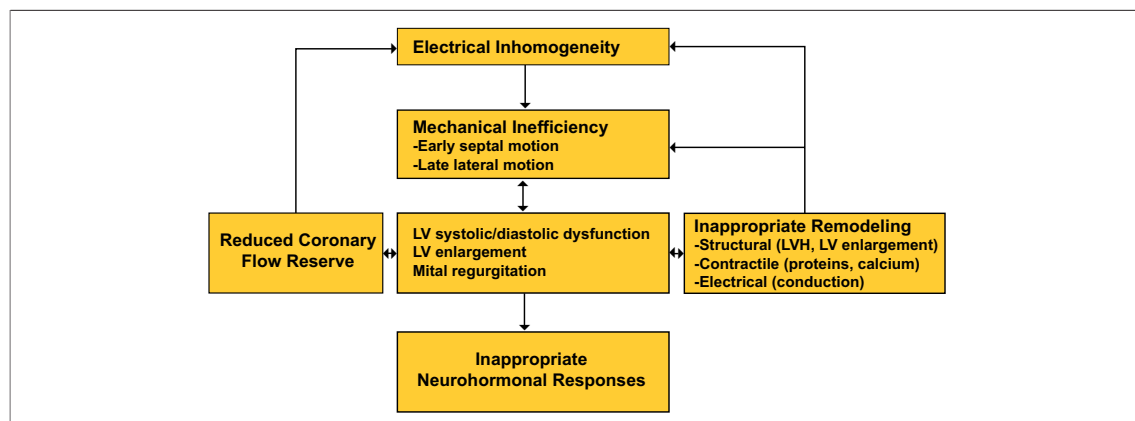 Electrical Inhomogeneity
Mechanical Inefficiency
-Early septal motion
-Late lateral motion
Reduced Coronary
Flow Reserve
LV systolic/diastolic dysfunction
LV enlargement
Mital regurgitation
Inappropriate Remodeling
-Structural (LVH, LV enlargement)
-Contractile (proteins, calcium)
-Electrical (conduction)
Inappropriate
Neurohormonal Responses